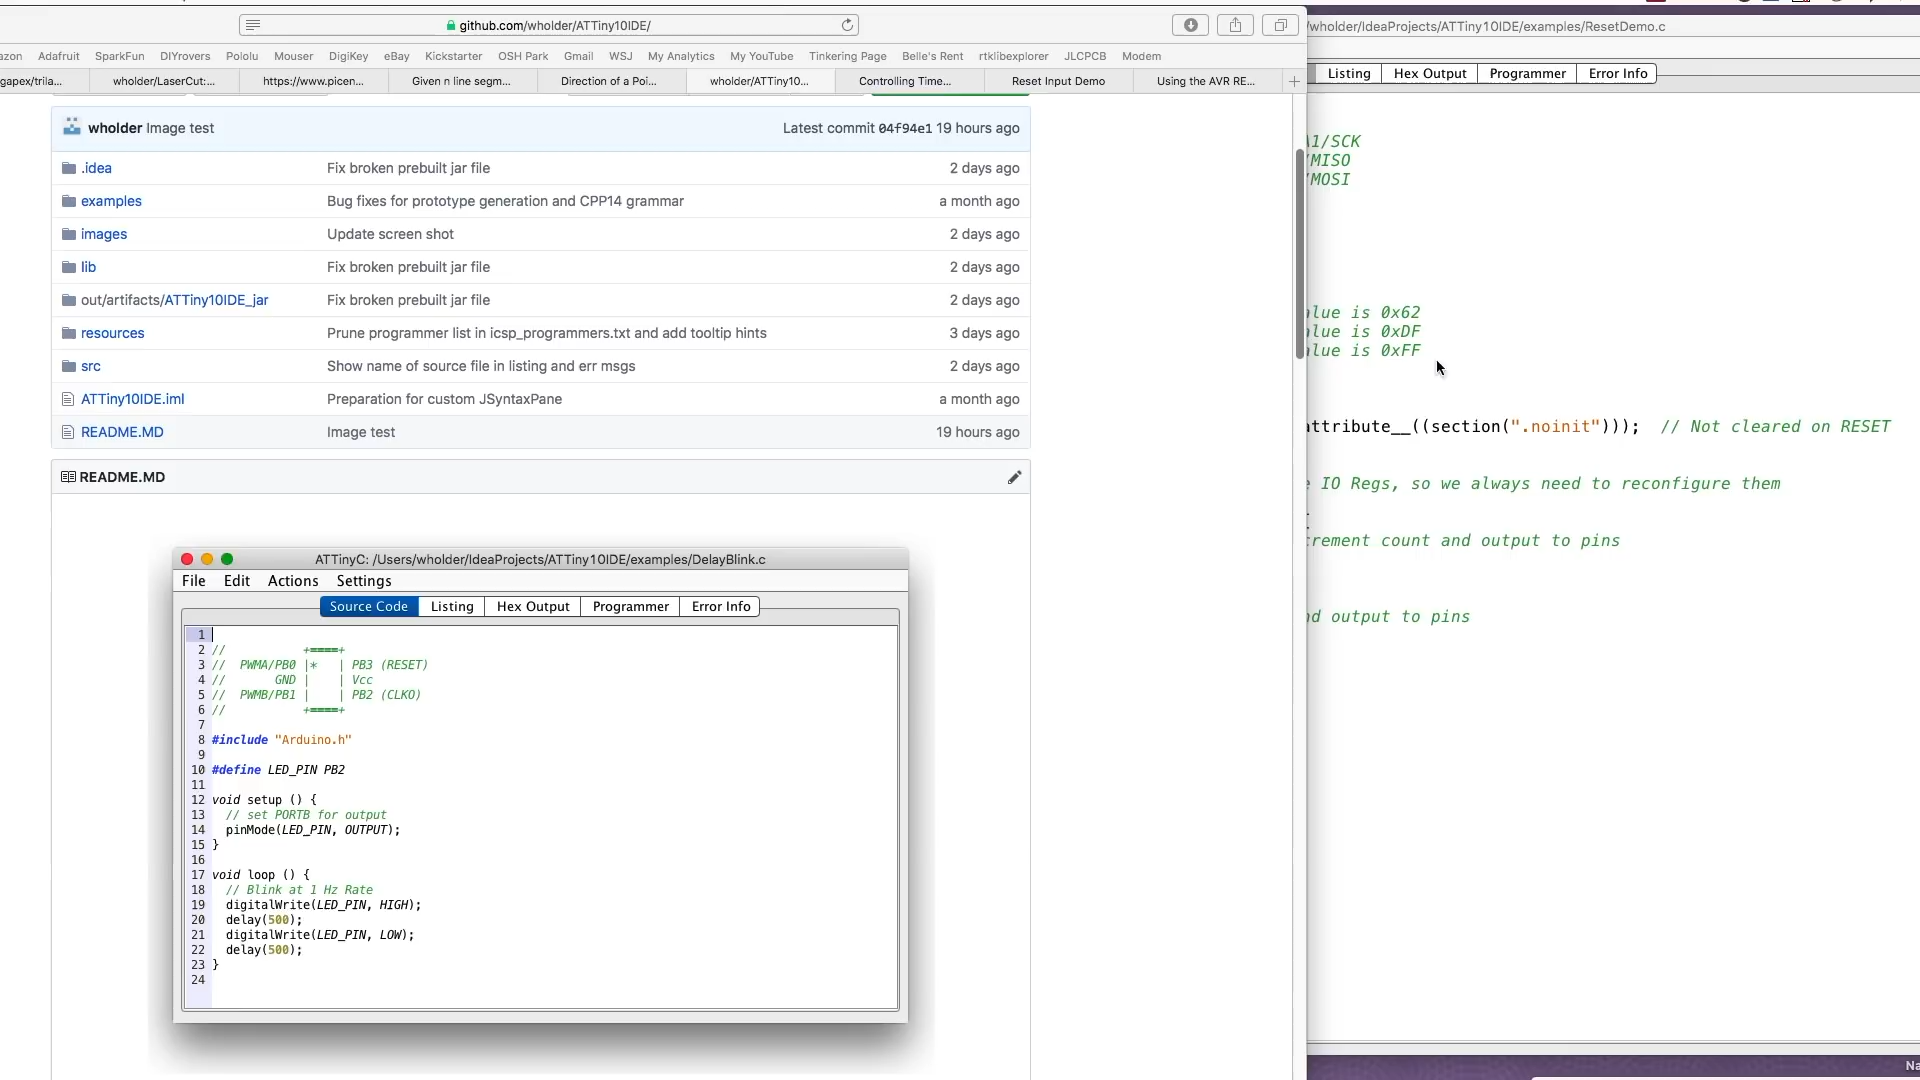 github.com/wholder/ATTiny10IDE/
/wholder/IdeaProjects/ATTiny10IDE/examples/ResetDemo.c
azon Adafruit SparkFun DIYrovers Pololu Mouser DigiKey eBay Kickstarter OSH Park Gmail WSJ My Analytics My YouTube Tinkering Page Belle's Rent rtklibexplorer JLCPCB Modem
gapex/trila... wholder/LaserCut:... https://www.picen... Given n line segm... Direction of a Poi... wholder/ATTiny10... Controlling Time... Reset Input Demo Using the AVR RE... +
Listing Hex Output Programmer Error Info
wholder Image test Latest commit 04f94e1 19 hours ago
.idea Fix broken prebuilt jar file 2 days ago
examples Bug fixes for prototype generation and CPP14 grammar a month ago
images Update screen shot 2 days ago
lib Fix broken prebuilt jar file 2 days ago
out/artifacts/ATTiny10IDE_jar Fix broken prebuilt jar file 2 days ago
resources Prune programmer list in icsp_programmers.txt and add tooltip hints 3 days ago
src Show name of source file in listing and err msgs 2 days ago
ATTiny10IDE.iml Preparation for custom JSyntaxPane a month ago
README.MD Image test 19 hours ago
README.MD
ATTinyC: /Users/wholder/IdeaProjects/ATTiny10IDE/examples/DelayBlink.c
File Edit Actions Settings
Source Code Listing Hex Output Programmer Error Info
1
2 // +====+
3 // PWMA/PB0 |* | PB3 (RESET)
4 // GND | | Vcc
5 // PWMB/PB1 | | PB2 (CLKO)
6 // +====+
7
8 #include "Arduino.h"
9
10 #define LED_PIN PB2
11
12 void setup () {
13 // set PORTB for output
14 pinMode(LED_PIN, OUTPUT);
15 }
16
17 void loop () {
18 // Blink at 1 Hz Rate
19 digitalWrite(LED_PIN, HIGH);
20 delay(500);
21 digitalWrite(LED_PIN, LOW);
22 delay(500);
23 }
24
1/SCK
/MISO
/MOSI
alue is 0x62
alue is 0xDF
alue is 0xFF
attribute__((section(".noinit"))); // Not cleared on RESET
e IO Regs, so we always need to reconfigure them
crement count and output to pins
nd output to pins
Na